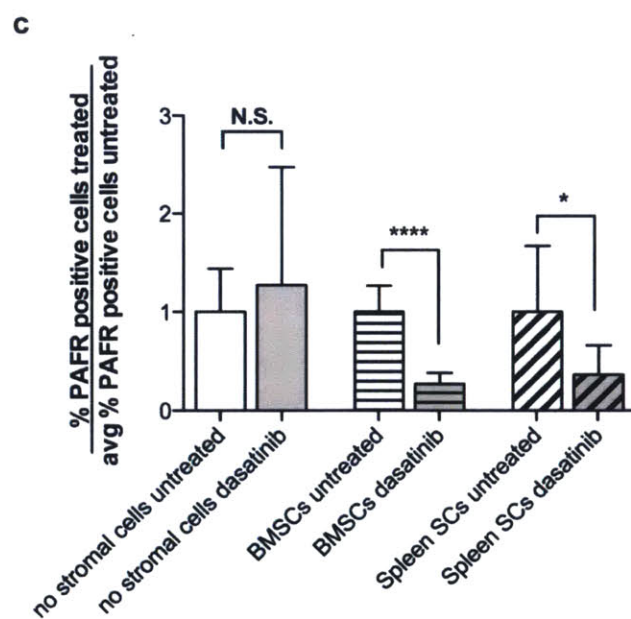 c
% PAFR positive cells treated
avg % PAFR positive cells untreated
3
2
1
0
N.S.
****
*
no stromal cells untreated
no stromal cells dasatinib
BMSCs untreated
BMSCs dasatinib
Spleen SCs untreated
Spleen SCs dasatinib